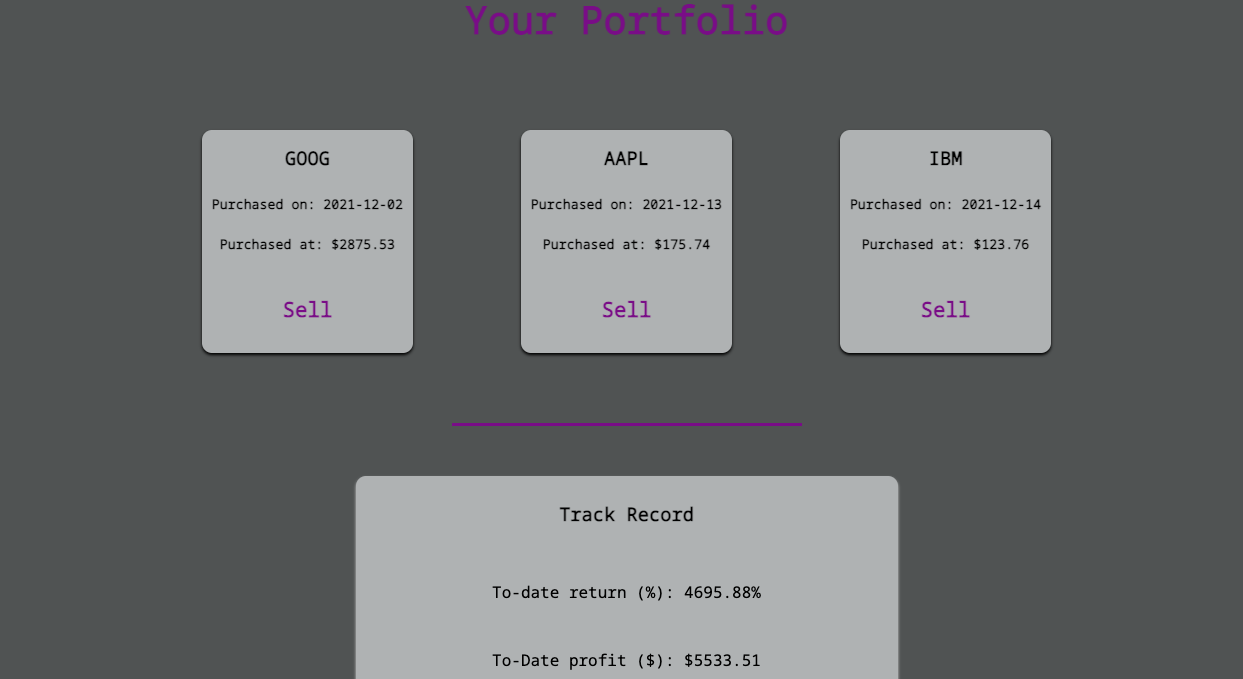 Your Portfolio
GOOG
Purchased on: 2021-12-02
Purchased at: $2875.53
Sell
AAPL
Purchased on: 2021-12-13
Purchased at: $175.74
Sell
IBM
Purchased on: 2021-12-14
Purchased at: $123.76
Sell
Track Record
To-date return (%): 4695.88%
To-Date profit ($): $5533.51